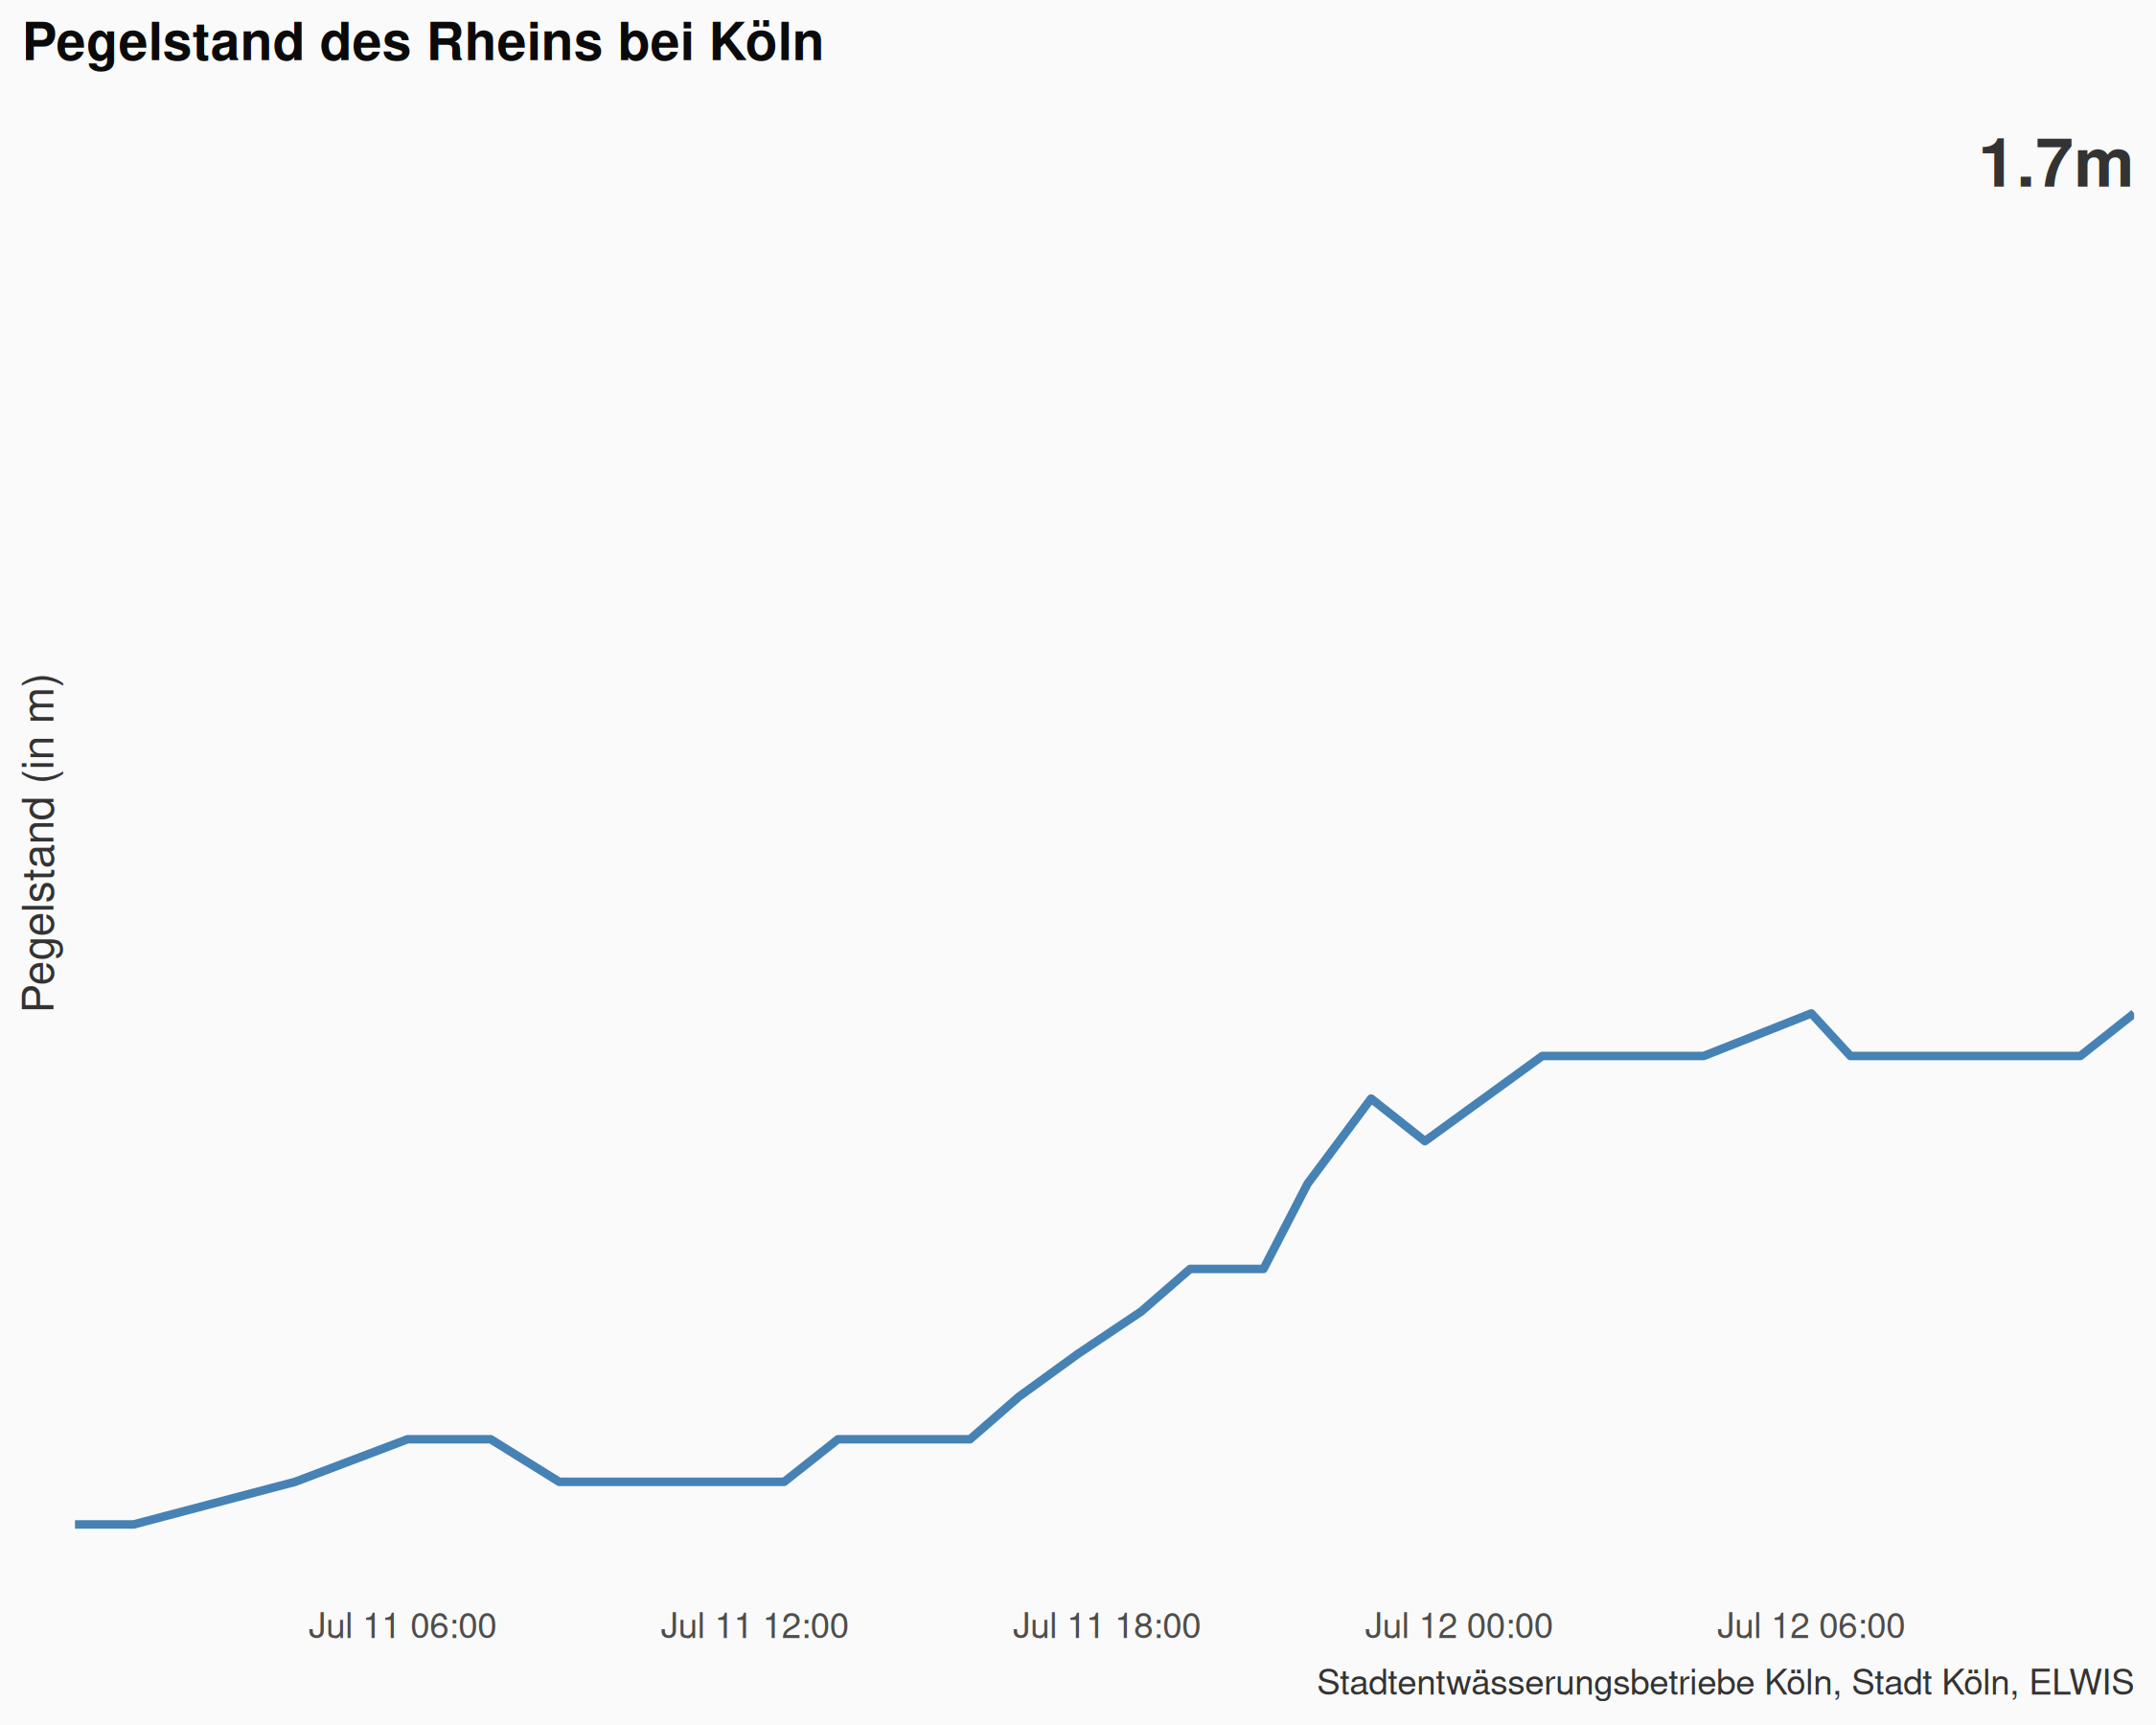 Pegelstand des Rheins bei Köln
1.7m
Pegelstand (in m)
Jul 11 06:00
Jul 11 12:00
Jul 11 18:00
Jul 12 00:00
Jul 12 06:00
Stadtentwässerungsbetriebe Köln, Stadt Köln, ELWIS